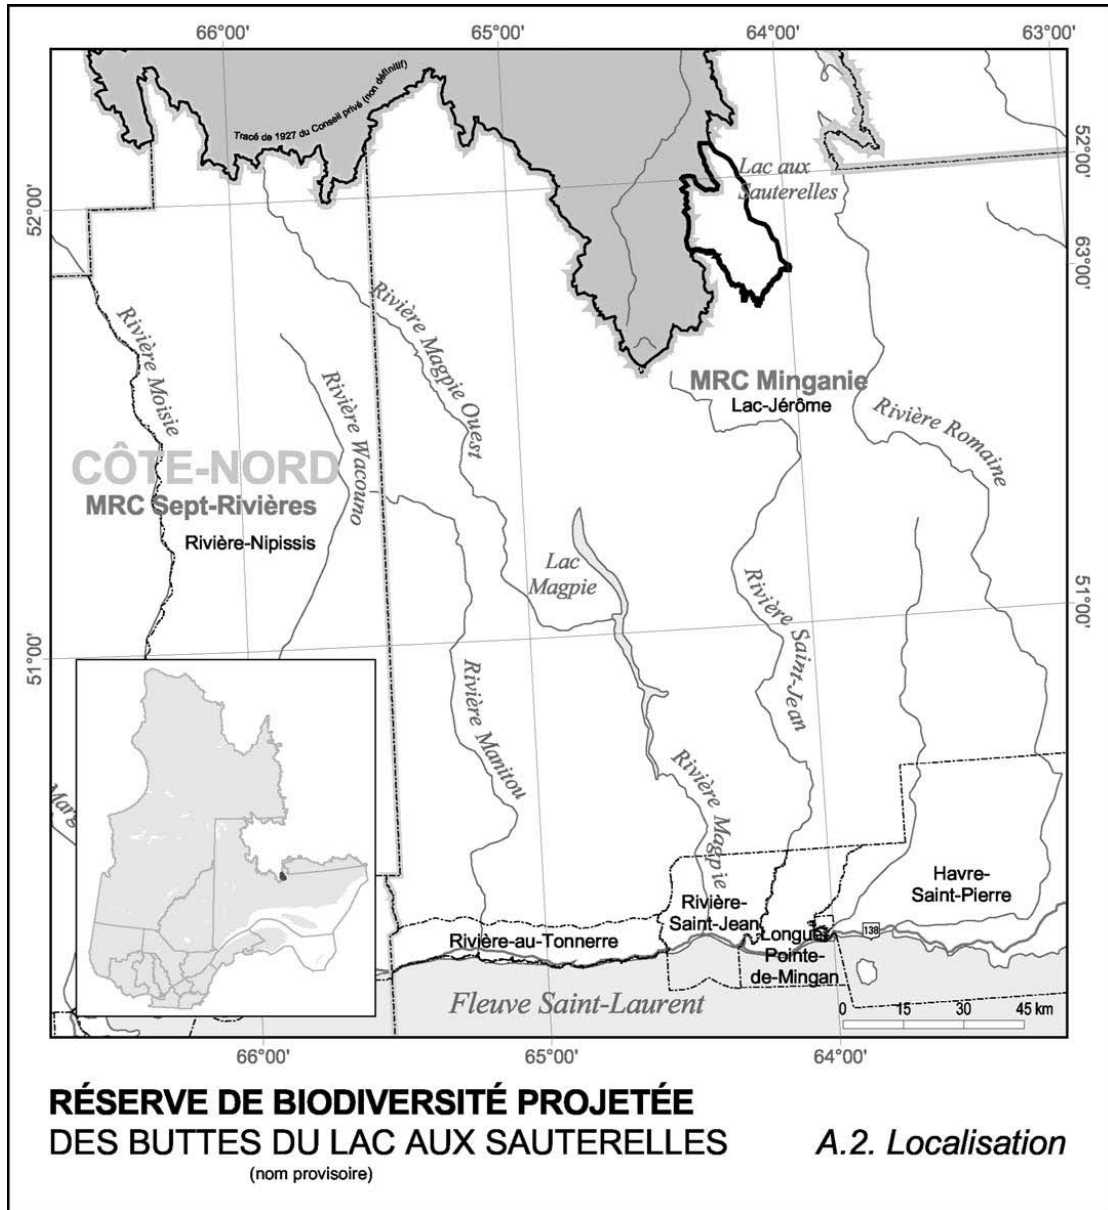 66°00'
65°00'
64°00'
63°00'
Tracé de 1927 du Conseil privé (non définitif)
52°00'
52°00'
Lac aux
Sauterelles
63°00'
Rivière Moisie
Rivière Magpie Ouest
Rivière Wacouno
MRC Minganie
Lac-Jérôme
Rivière Romaine
CÔTE-NORD
MRC Sept-Rivières
Rivière-Nipissis
Lac
Magpie
Rivière Saint-Jean
51°00'
51°00'
Rivière Manitou
Rivière Magpie
Marg
Havre-
Saint-Pierre
Rivière-
Saint-Jean
Rivière-au-Tonnerre
138
Longue-
Pointe-
de-Mingan
Fleuve Saint-Laurent
0 15 30 45 km
66°00'
65°00'
64°00'
RÉSERVE DE BIODIVERSITÉ PROJETÉE
DES BUTTES DU LAC AUX SAUTERELLES
(nom provisoire)
A.2. Localisation